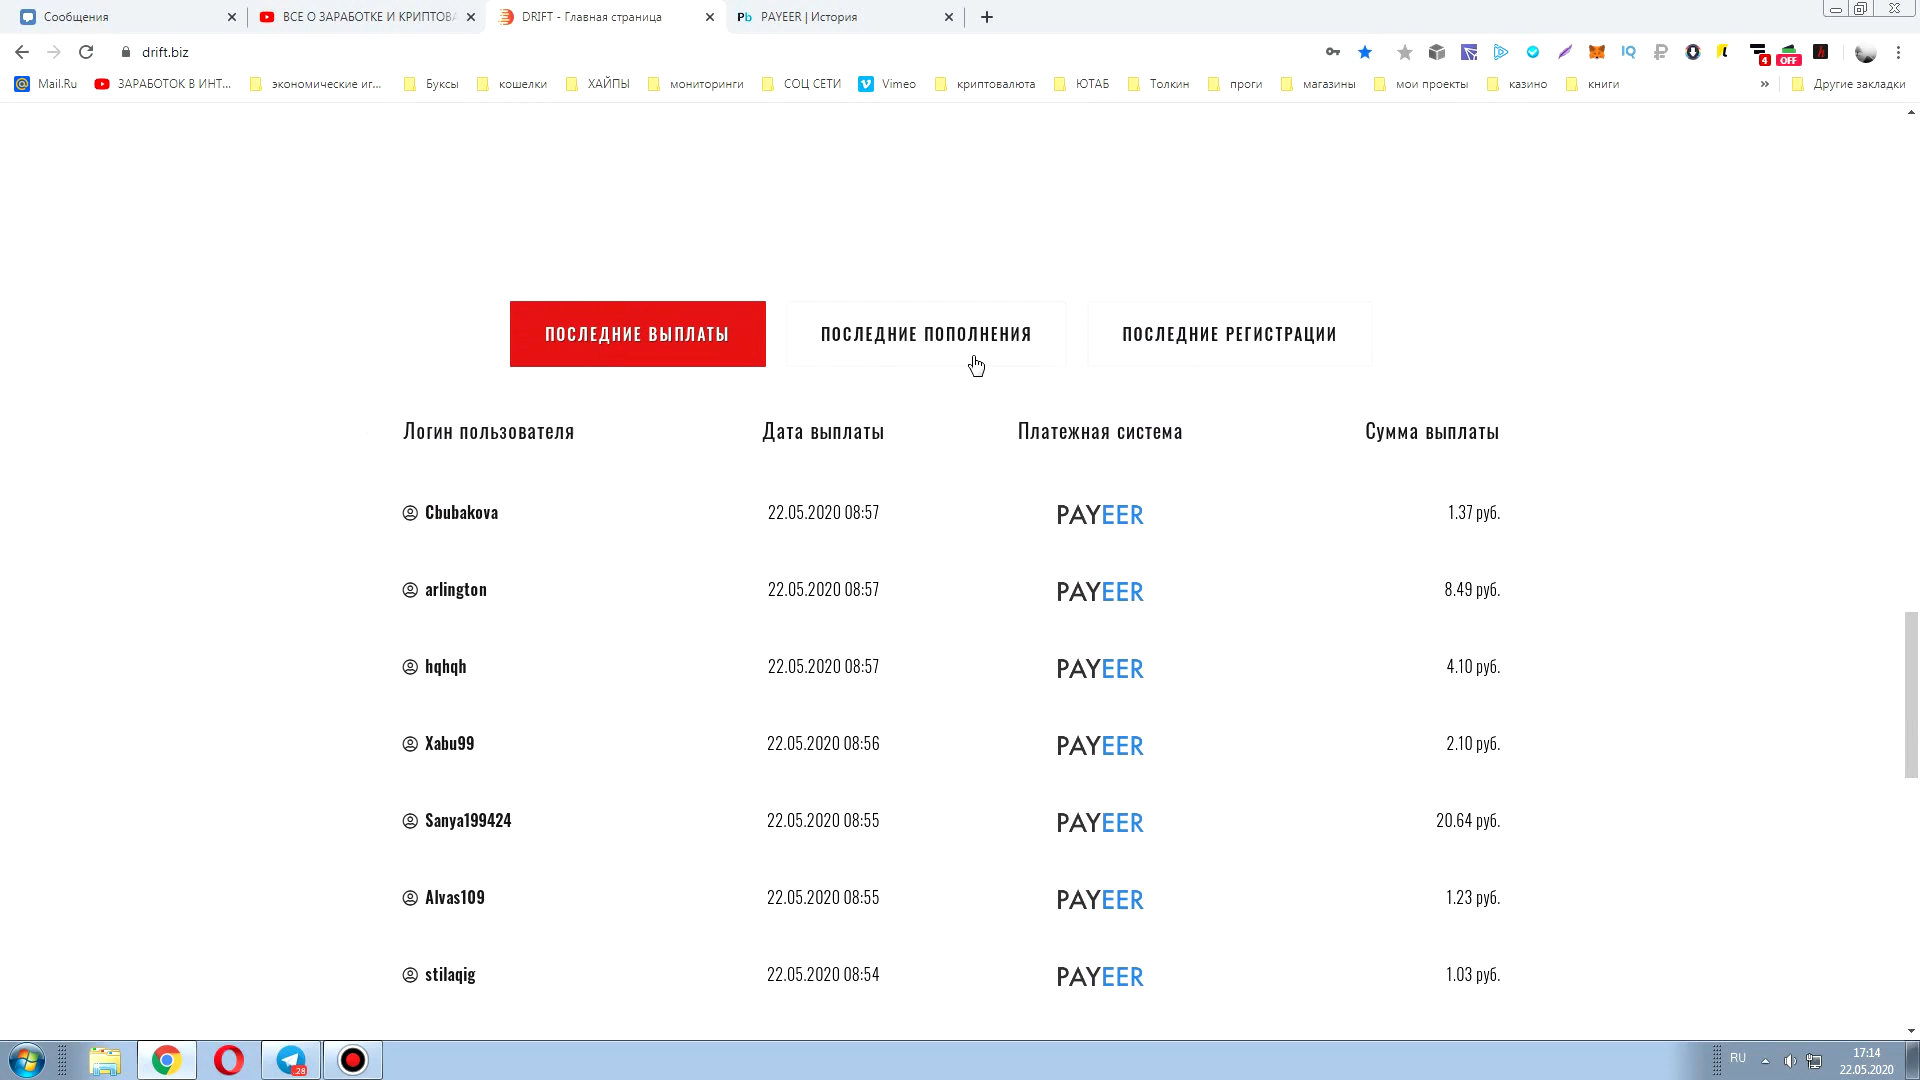 Сообщения
ВСЕ О ЗАРАБОТКЕ И КРИПТОВА
DRIFT - Главная страница
Pb PAYEER | История
drift.biz
IQ
4
OFF
Mail.Ru
ЗАРАБОТОК В ИНТ...
экономические иг...
Буксы
кошелки
ХАЙПЫ
мониторинги
СОЦ СЕТИ
Vimeo
криптовалюта
ЮТАБ
Толкин
проги
магазины
мои проекты
казино
книги
»
Другие закладки
ПОСЛЕДНИЕ ВЫПЛАТЫ
ПОСЛЕДНИЕ ПОПОЛНЕНИЯ
ПОСЛЕДНИЕ РЕГИСТРАЦИИ
Логин пользователя Дата выплаты Платежная система Сумма выплаты
Cbubakova 22.05.2020 08:57 PAYEER 1.37 руб.
arlington 22.05.2020 08:57 PAYEER 8.49 руб.
hqhqh 22.05.2020 08:57 PAYEER 4.10 руб.
Xabu99 22.05.2020 08:56 PAYEER 2.10 руб.
Sanya199424 22.05.2020 08:55 PAYEER 20.64 руб.
Alvas109 22.05.2020 08:55 PAYEER 1.23 руб.
stilaqig 22.05.2020 08:54 PAYEER 1.03 руб.
28
RU
17:14
22.05.2020